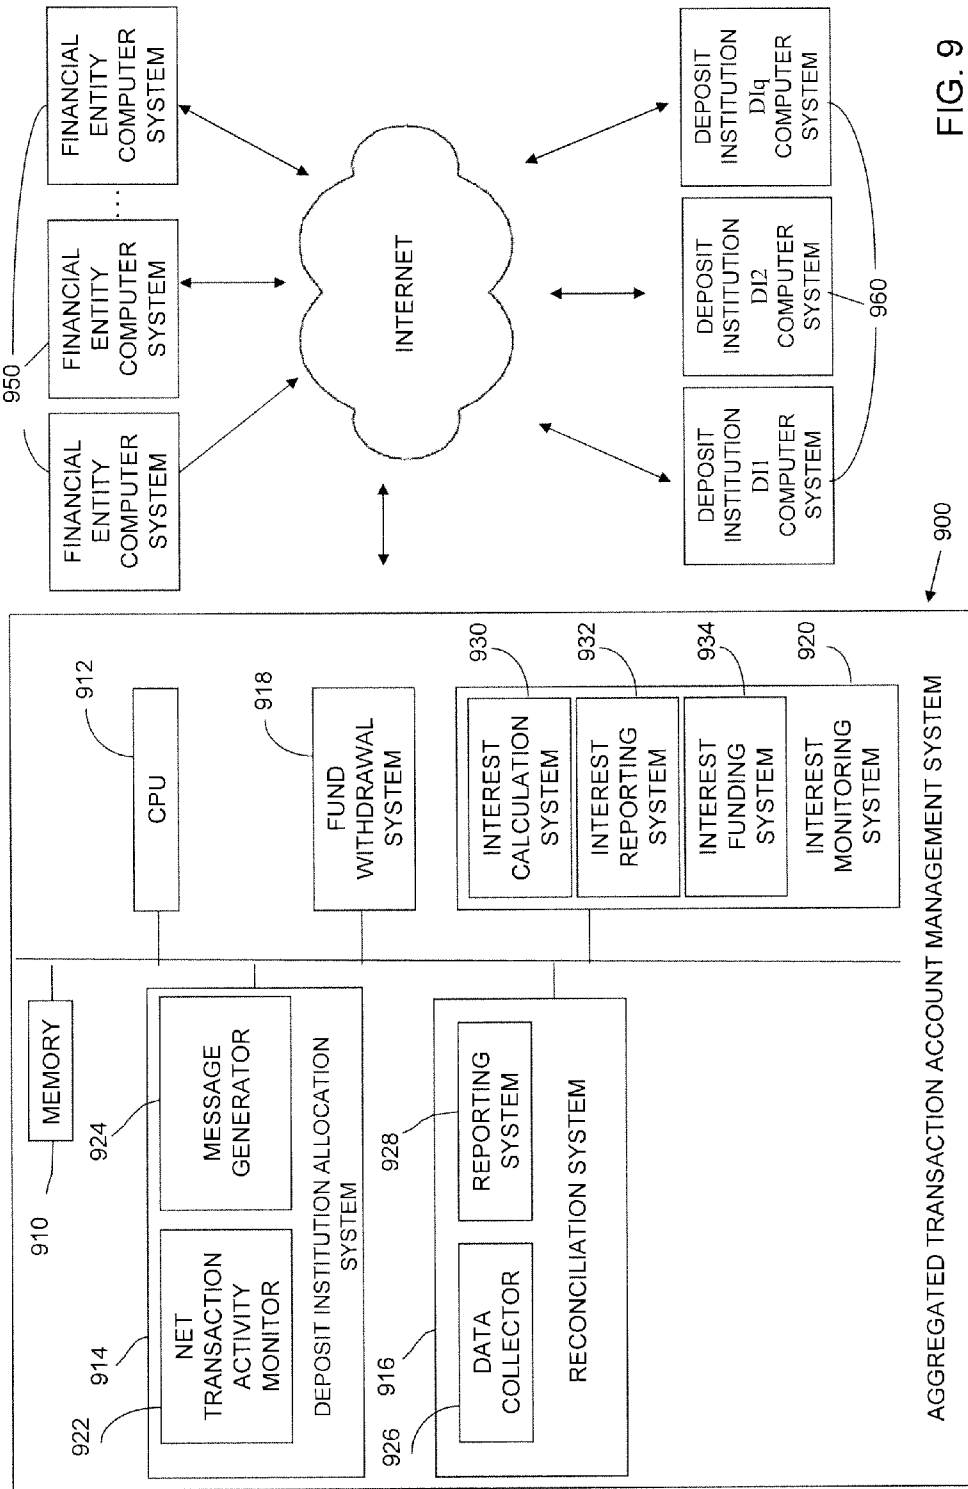 910
MEMORY
912
CPU
914
922
NET
TRANSACTION
ACTIVITY
MONITOR
924
MESSAGE
GENERATOR
DEPOSIT INSTITUTION ALLOCATION
SYSTEM
918
FUND
WITHDRAWAL
SYSTEM
916
926
DATA
COLLECTOR
928
REPORTING
SYSTEM
RECONCILIATION SYSTEM
930
INTEREST
CALCULATION
SYSTEM
932
INTEREST
REPORTING
SYSTEM
934
INTEREST
FUNDING
SYSTEM
920
INTEREST
MONITORING
SYSTEM
AGGREGATED TRANSACTION ACCOUNT MANAGEMENT SYSTEM
900
950
FINANCIAL
ENTITY
COMPUTER
SYSTEM
FINANCIAL
ENTITY
COMPUTER
SYSTEM
.....
FINANCIAL
ENTITY
COMPUTER
SYSTEM
INTERNET
DEPOSIT
INSTITUTION
DI1
COMPUTER
SYSTEM
DEPOSIT
INSTITUTION
DI2
COMPUTER
SYSTEM
DEPOSIT
INSTITUTION
DIq
COMPUTER
SYSTEM
960
FIG. 9